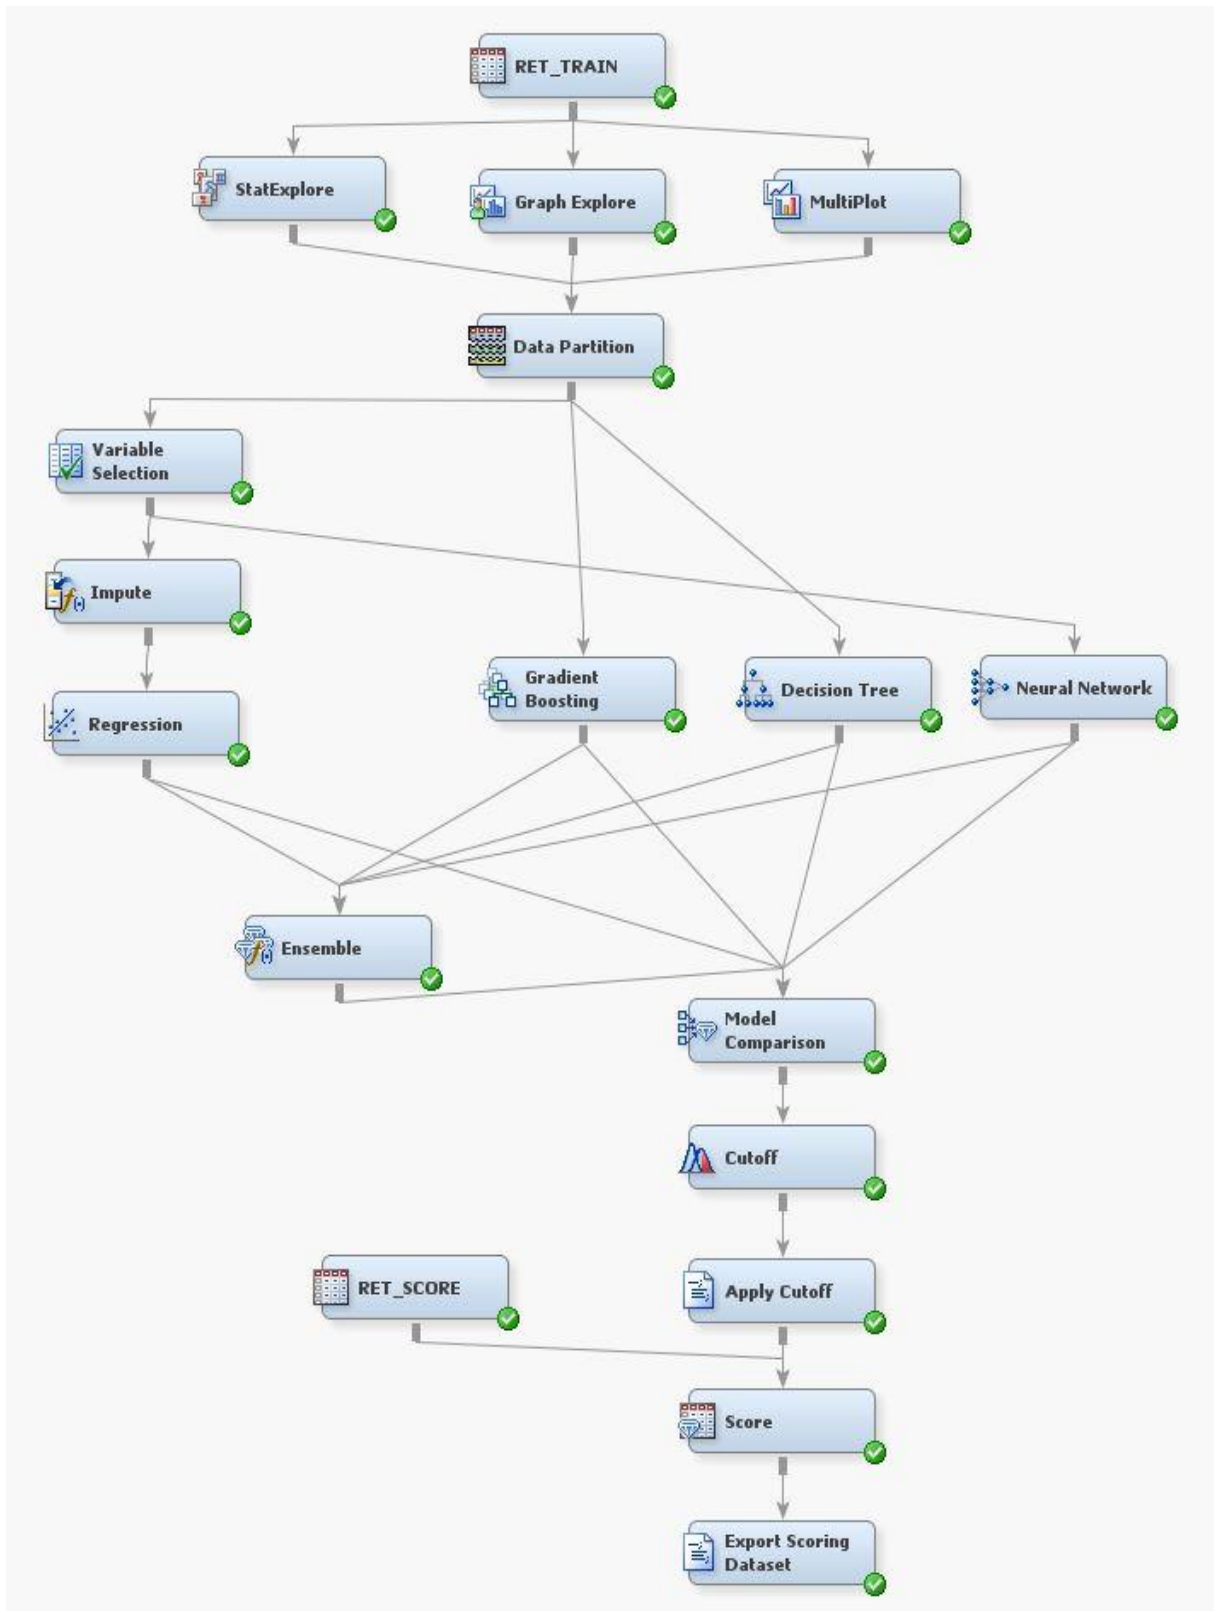 RET_TRAIN
StatExplore
Graph Explore
MultiPlot
Data Partition
Variable
Selection
Impute
Regression
Gradient
Boosting
Decision Tree
Neural Network
Ensemble
Model
Comparison
Cutoff
RET_SCORE
Apply Cutoff
Score
Export Scoring
Dataset